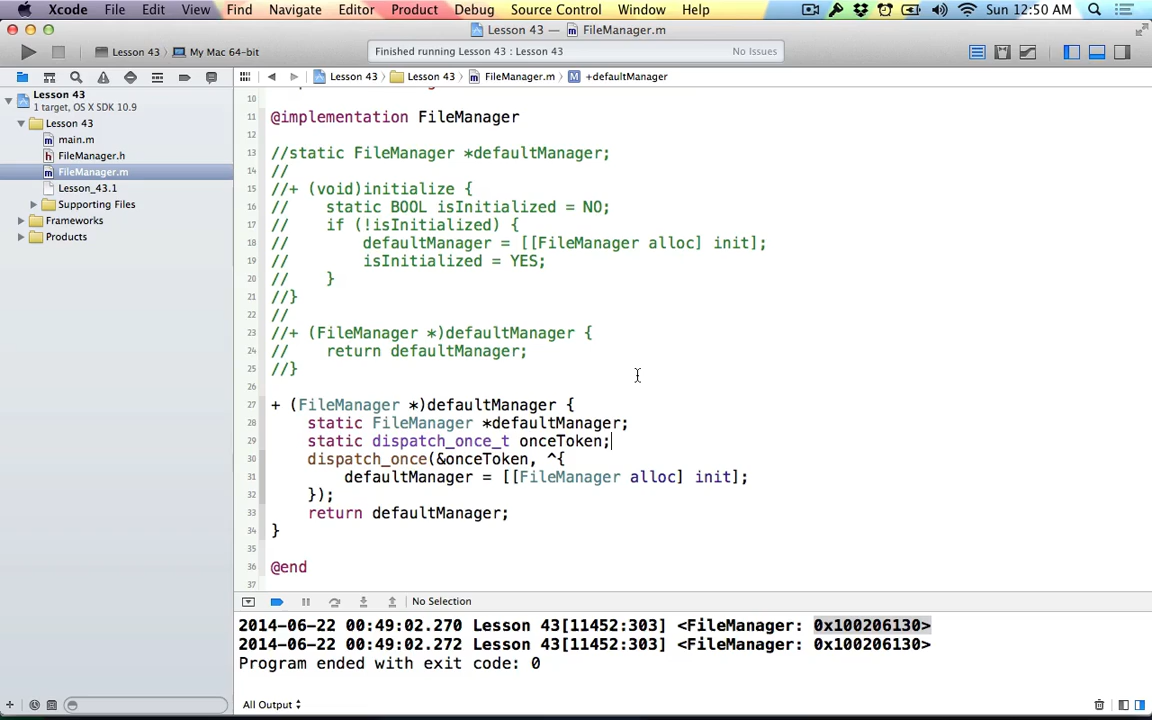 Xcode File Edit View Find Navigate Editor Product Debug Source Control Window Help Sun 12:50 AM
Lesson 43 — FileManager.m
Lesson 43 My Mac 64-bit Finished running Lesson 43 : Lesson 43 No Issues
Lesson 43 Lesson 43 FileManager.m +defaultManager
Lesson 43
1 target, OS X SDK 10.9
Lesson 43
main.m
FileManager.h
FileManager.m
Lesson_43.1
Supporting Files
Frameworks
Products
10
11 @implementation FileManager
12
13 //static FileManager *defaultManager;
14 //
15 //+ (void)initialize {
16 // static BOOL isInitialized = NO;
17 // if (!isInitialized) {
18 // defaultManager = [[FileManager alloc] init];
19 // isInitialized = YES;
20 // }
21 //}
22 //
23 //+ (FileManager *)defaultManager {
24 // return defaultManager;
25 //}
26
27 + (FileManager *)defaultManager {
28 static FileManager *defaultManager;
29 static dispatch_once_t onceToken;
30 dispatch_once(&onceToken, ^{
31 defaultManager = [[FileManager alloc] init];
32 });
33 return defaultManager;
34 }
35
36 @end
37
No Selection
2014-06-22 00:49:02.270 Lesson 43[11452:303] <FileManager: 0x100206130>
2014-06-22 00:49:02.272 Lesson 43[11452:303] <FileManager: 0x100206130>
Program ended with exit code: 0
All Output